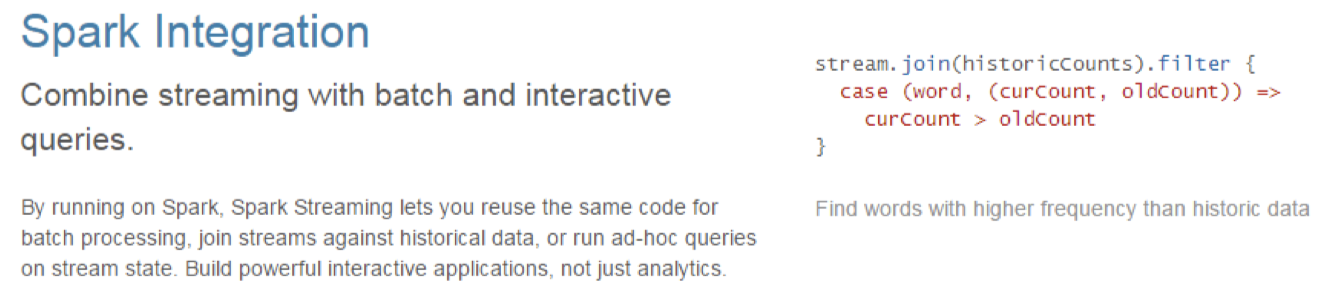 Spark Integration
Combine streaming with batch and interactive
queries.
By running on Spark, Spark Streaming lets you reuse the same code for
batch processing, join streams against historical data, or run ad-hoc queries
on stream state. Build powerful interactive applications, not just analytics.
stream.join(historicCounts).filter {
  case (word, (curCount, oldCount)) =>
    curCount > oldCount
}
Find words with higher frequency than historic data